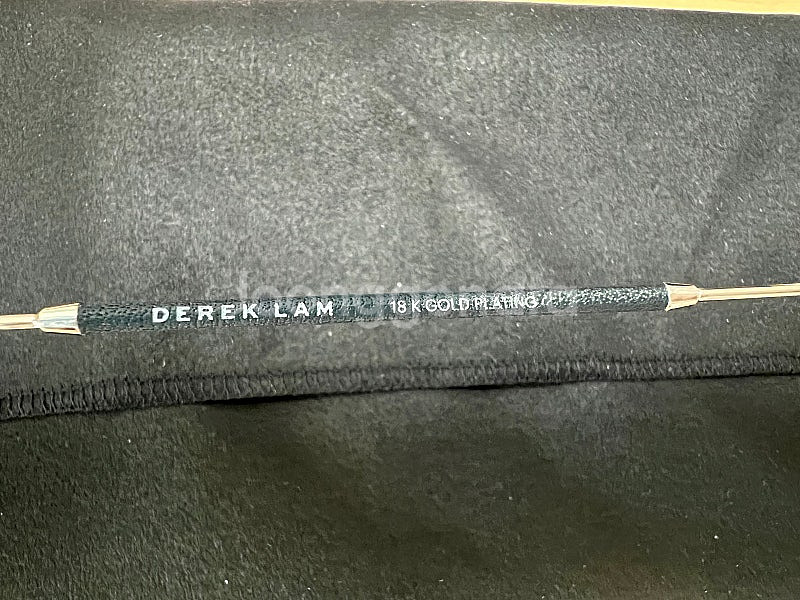 DEREK LAM 18 K GOLD PLATING